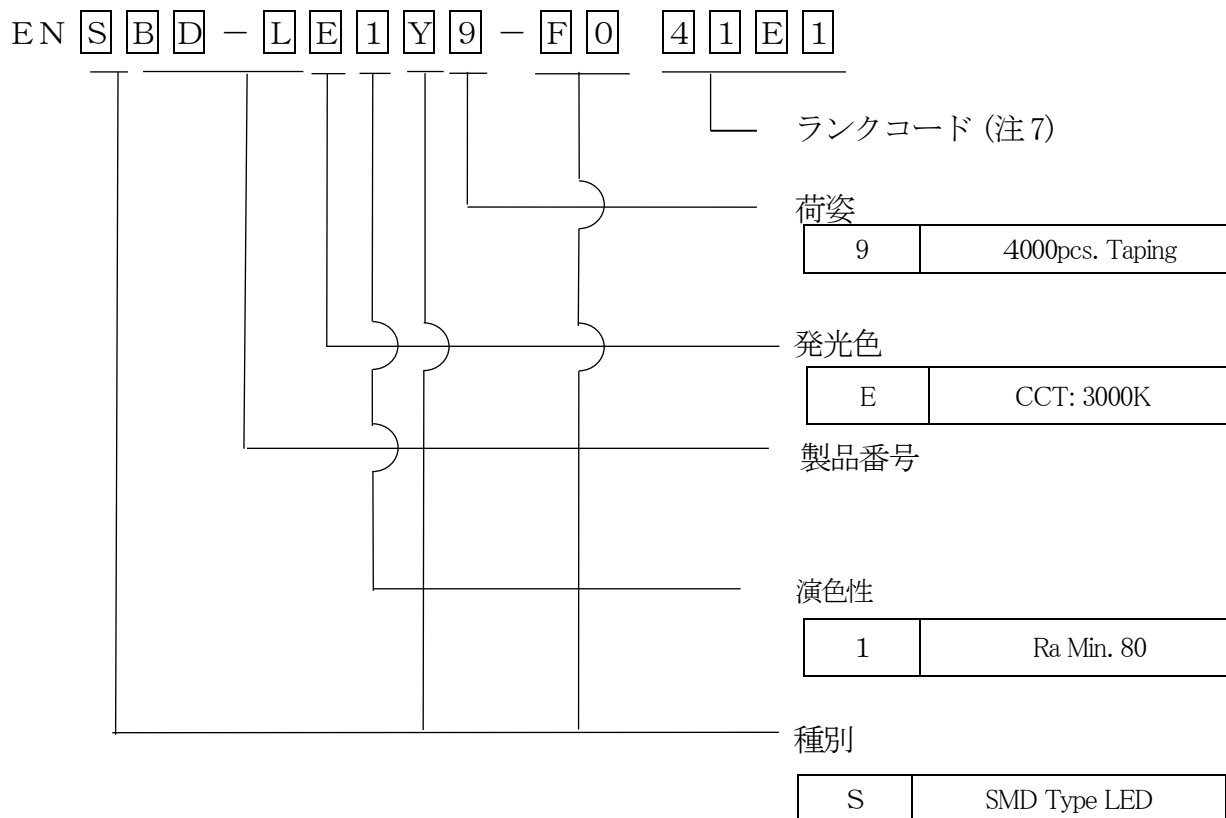 EN S B D － L E 1 Y 9 － F 0 4 1 E 1
ランクコード (注 7)
荷姿
9 4000pcs. Taping
発光色
E CCT: 3000K
製品番号
演色性
1 Ra Min. 80
種別
S SMD Type LED